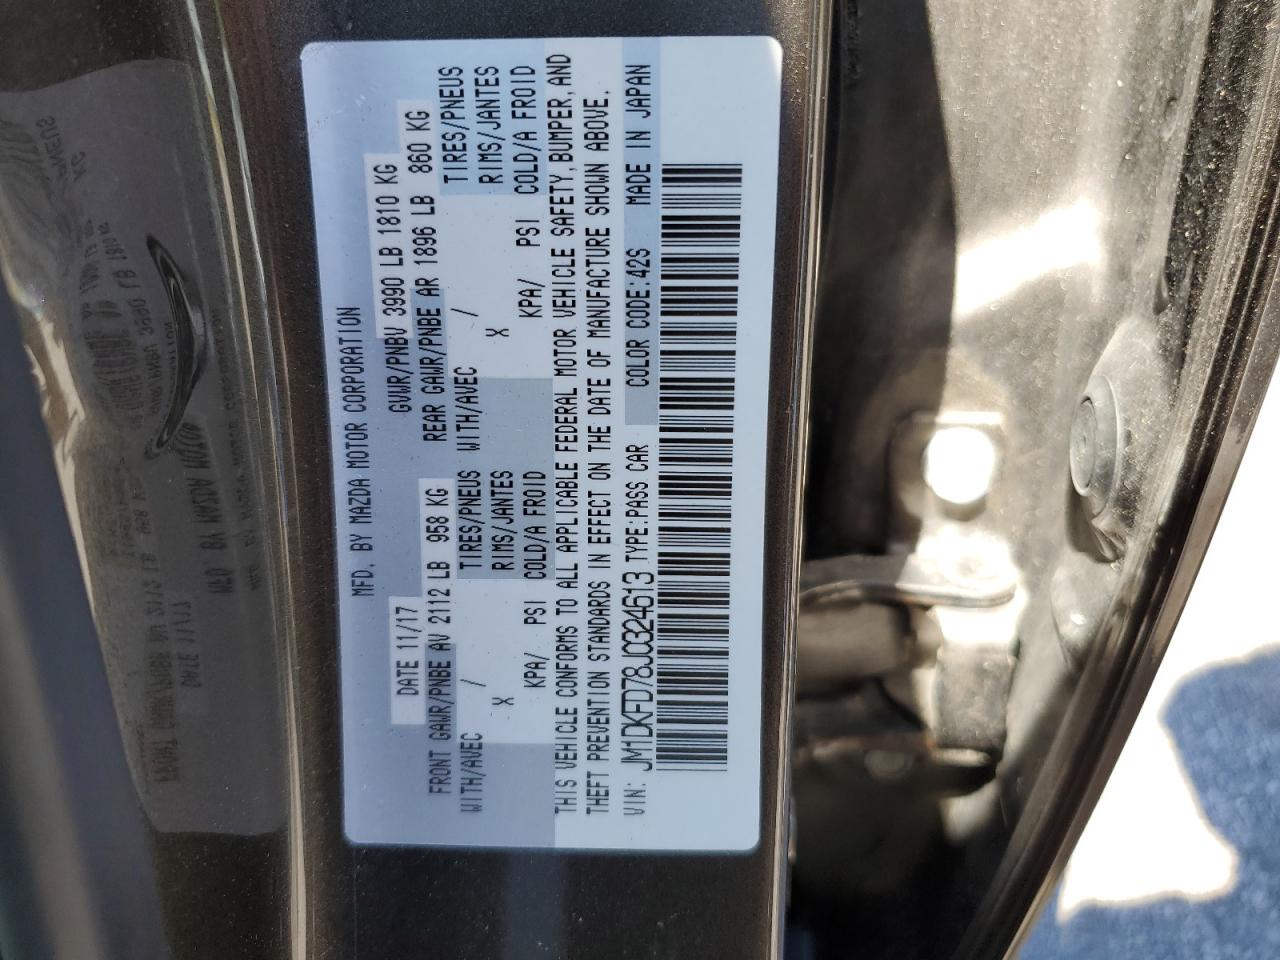 MFD. BY MAZDA MOTOR CORPORATION
DATE 11/17 GVWR/PNBV 3990 LB 1810 KG
FRONT GAWR/PNBE AV 2112 LB 958 KG REAR GAWR/PNBE AR 1896 LB 860 KG
WITH/AVEC / TIRES/PNEUS WITH/AVEC / TIRES/PNEUS
X RIMS/JANTES X RIMS/JANTES
KPA/ PSI COLD/A FROID KPA/ PSI COLD/A FROID
THIS VEHICLE CONFORMS TO ALL APPLICABLE FEDERAL MOTOR VEHICLE SAFETY, BUMPER, AND
THEFT PREVENTION STANDARDS IN EFFECT ON THE DATE OF MANUFACTURE SHOWN ABOVE.
VIN: JM1DKFD78J0324613 TYPE:PASS CAR COLOR CODE:42S MADE IN JAPAN